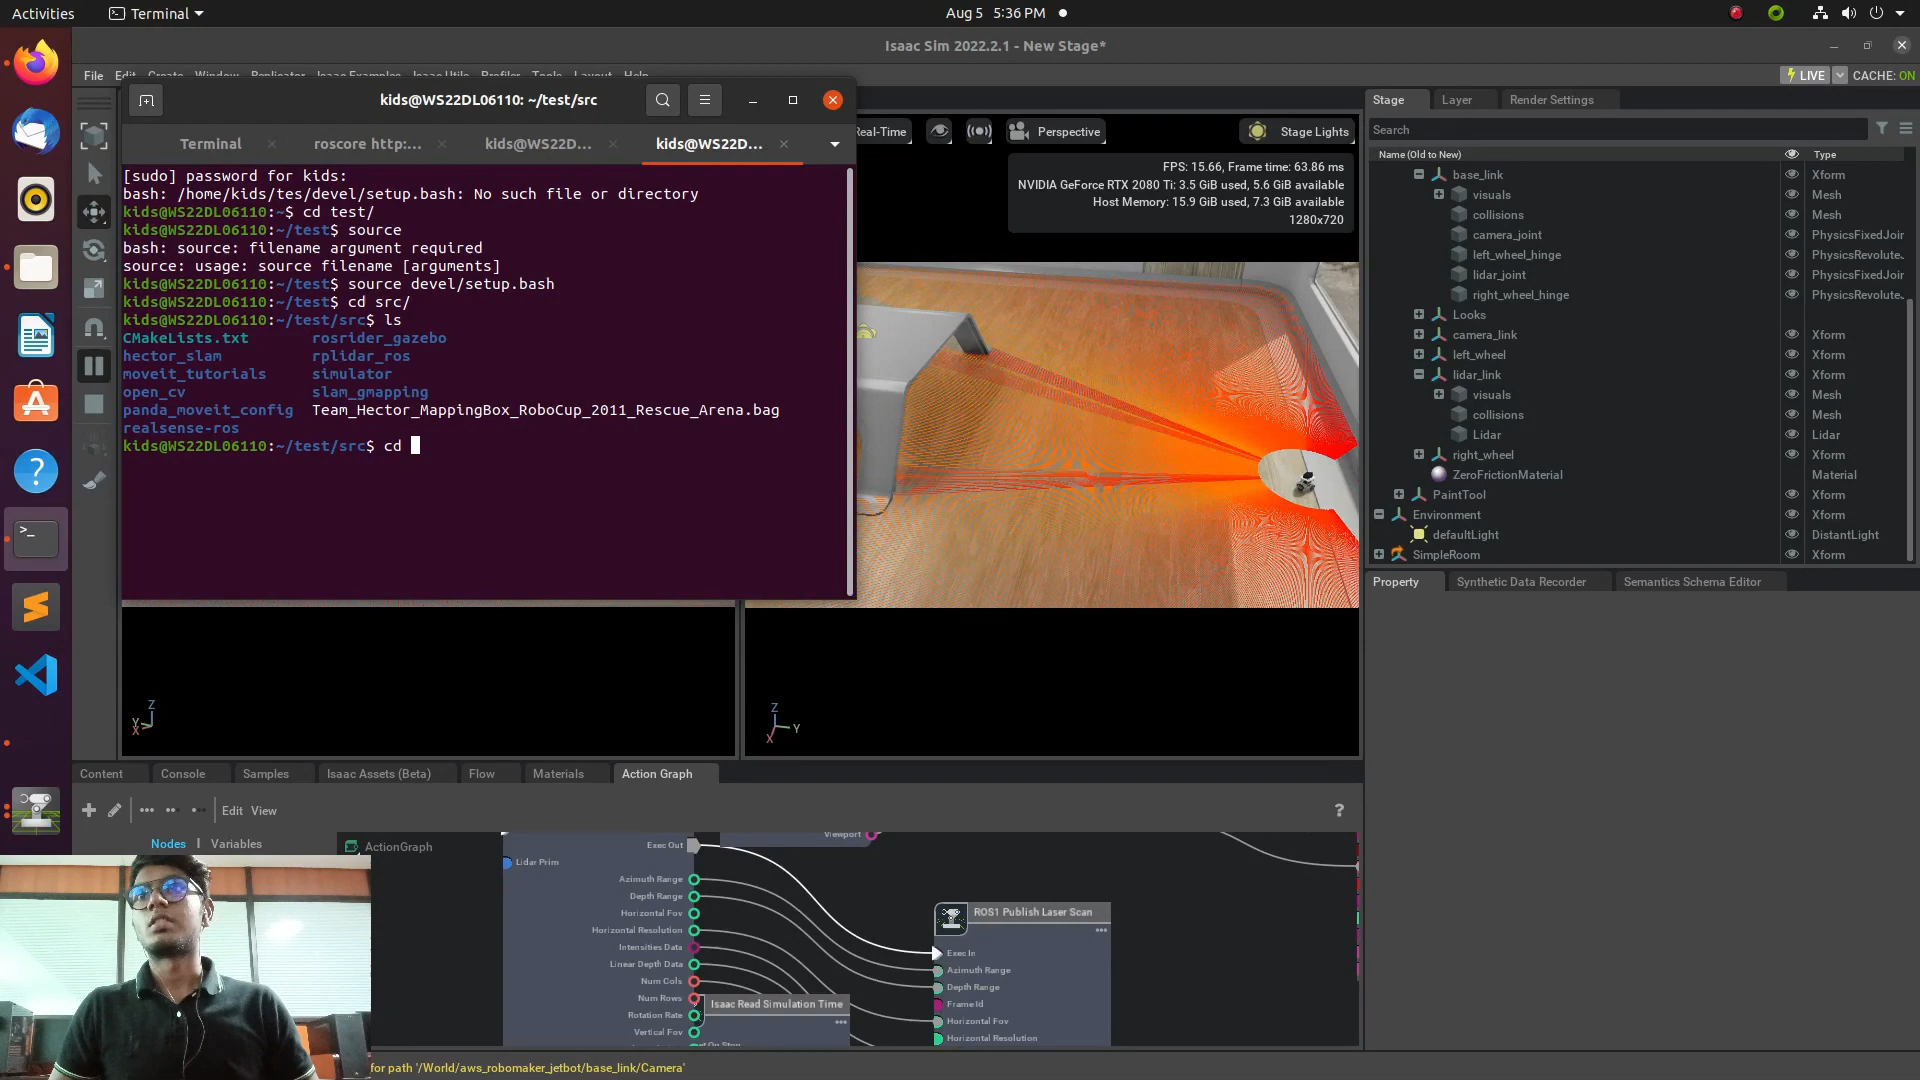 Activities
Terminal
Aug 5 5:36 PM
Isaac Sim 2022.2.1 - New Stage*
File Edit Create Window Replicator Isaac Examples Isaac Utils Profiler Tools Layout Help
LIVE
CACHE: ON
kids@WS22DL06110: ~/test/src
Terminal
roscore http:...
kids@WS22D...
kids@WS22D...
[sudo] password for kids:
bash: /home/kids/tes/devel/setup.bash: No such file or directory
kids@WS22DL06110:~$ cd test/
kids@WS22DL06110:~/test$ source
bash: source: filename argument required
source: usage: source filename [arguments]
kids@WS22DL06110:~/test$ source devel/setup.bash
kids@WS22DL06110:~/test$ cd src/
kids@WS22DL06110:~/test/src$ ls
CMakeLists.txt rosrider_gazebo
hector_slam rplidar_ros
moveit_tutorials simulator
open_cv slam_gmapping
panda_moveit_config Team_Hector_MappingBox_RoboCup_2011_Rescue_Arena.bag
realsense-ros
kids@WS22DL06110:~/test/src$ cd
Real-Time
Perspective
Stage Lights
FPS: 15.66, Frame time: 63.86 ms
NVIDIA GeForce RTX 2080 Ti: 3.5 GiB used, 5.6 GiB available
Host Memory: 15.9 GiB used, 7.3 GiB available
1280x720
Z
Y
X
Z
Y
X
Stage
Layer
Render Settings
Search
Name (Old to New) Type
base_link Xform
visuals Mesh
collisions Mesh
camera_joint PhysicsFixedJoir
left_wheel_hinge PhysicsRevolute.
lidar_joint PhysicsFixedJoir
right_wheel_hinge PhysicsRevolute.
Looks
camera_link Xform
left_wheel Xform
lidar_link Xform
visuals Mesh
collisions Mesh
Lidar Lidar
right_wheel Xform
ZeroFrictionMaterial Material
PaintTool Xform
Environment Xform
defaultLight DistantLight
SimpleRoom Xform
Property
Synthetic Data Recorder
Semantics Schema Editor
Content
Console
Samples
Isaac Assets (Beta)
Flow
Materials
Action Graph
Edit View
?
Nodes | Variables
ActionGraph
Viewport
Exec Out
Lidar Prim
Azimuth Range
Depth Range
Horizontal Fov
Horizontal Resolution
Intensities Data
Linear Depth Data
Num Cols
Num Rows
Rotation Rate
Vertical Fov
Isaac Read Simulation Time
ROS1 Publish Laser Scan
Exec In
Azimuth Range
Depth Range
Frame Id
Horizontal Fov
Horizontal Resolution
for path '/World/aws_robomaker_jetbot/base_link/Camera'